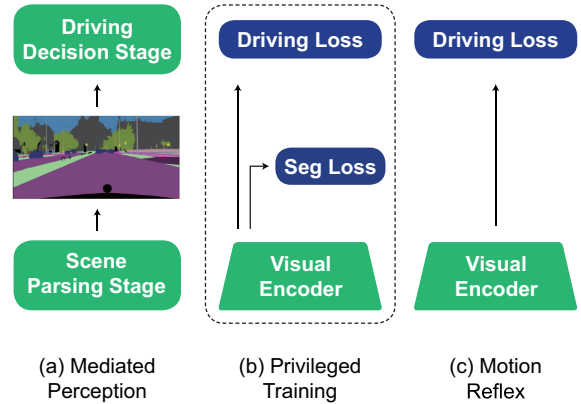 Driving
Decision Stage
Scene
Parsing Stage
(a) Mediated
Perception
Driving Loss
Seg Loss
Visual
Encoder
(b) Privileged
Training
Driving Loss
Visual
Encoder
(c) Motion
Reflex